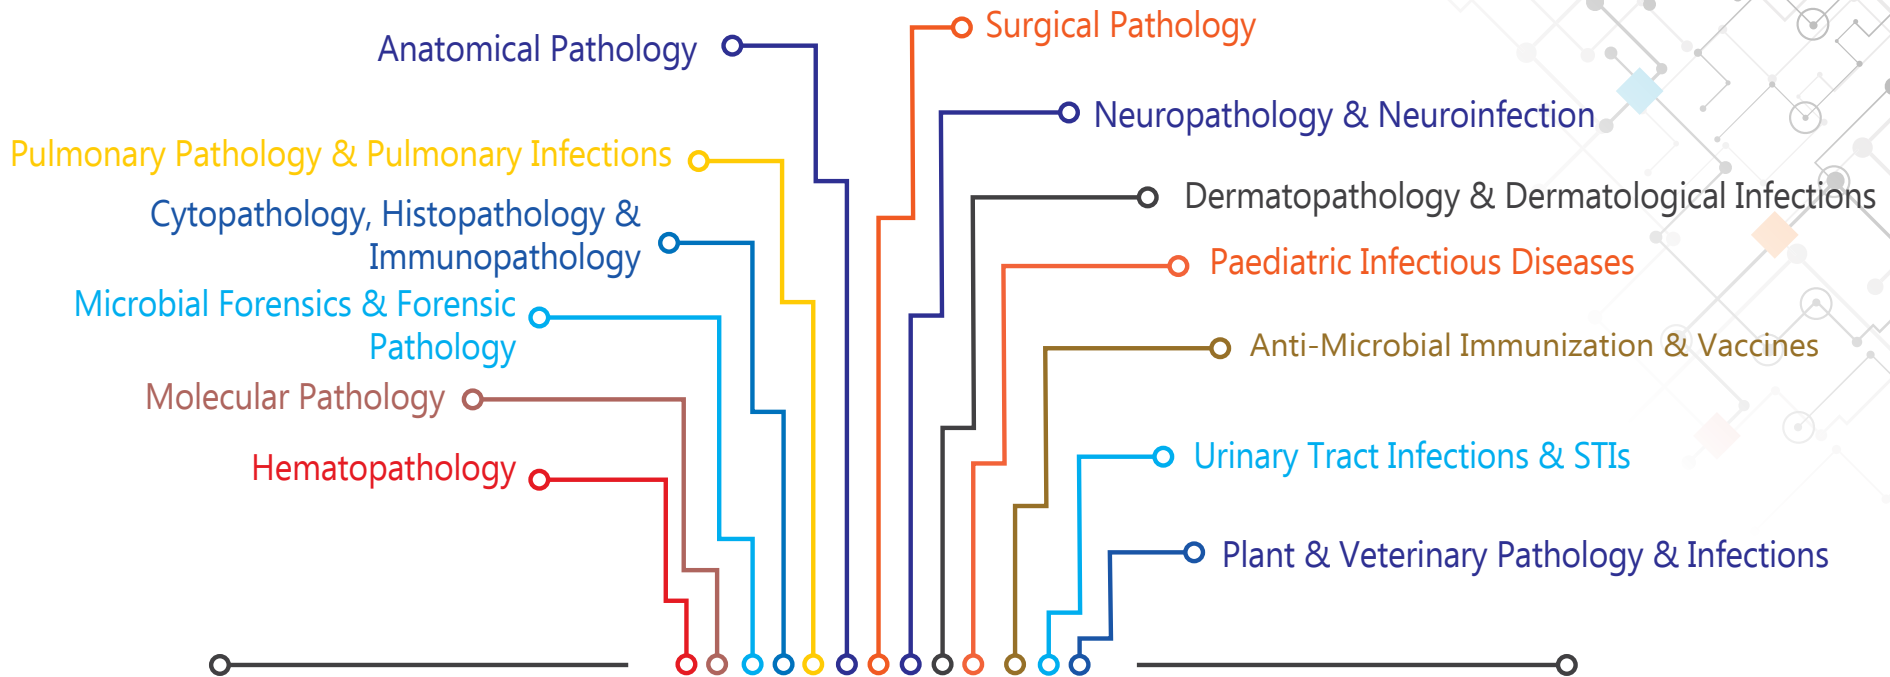 Anatomical Pathology
Pulmonary Pathology & Pulmonary Infections
Cytopathology, Histopathology &
Immunopathology
Microbial Forensics & Forensic
Pathology
Molecular Pathology
Hematopathology
Surgical Pathology
Neuropathology & Neuroinfection
Dermatopathology & Dermatological Infections
Paediatric Infectious Diseases
Anti-Microbial Immunization & Vaccines
Urinary Tract Infections & STIs
Plant & Veterinary Pathology & Infections